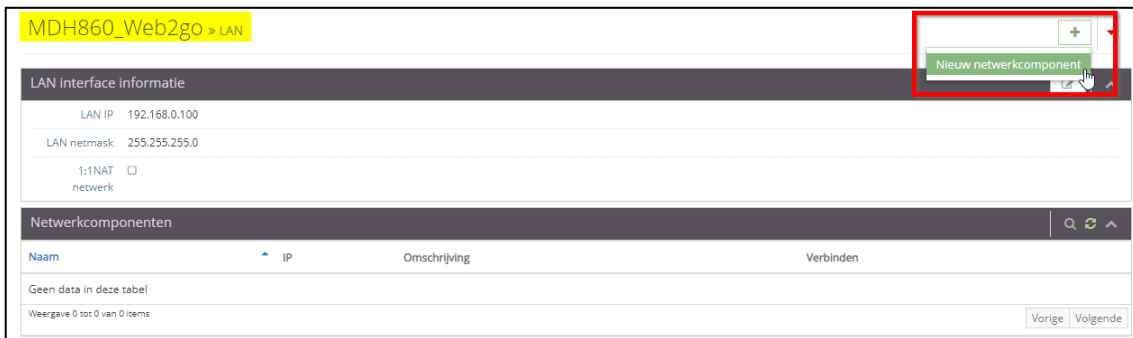 MDH860_Web2go » LAN
Nieuw netwerkcomponent
LAN interface informatie
LAN IP 192.168.0.100
LAN netmask 255.255.255.0
1:1NAT
netwerk
Netwerkcomponenten
Naam IP Omschrijving Verbinden
Geen data in deze tabel
Weergave 0 tot 0 van 0 items
Vorige Volgende